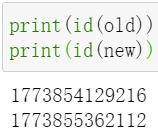 print(id(old))
print(id(new))
1773854129216
1773855362112